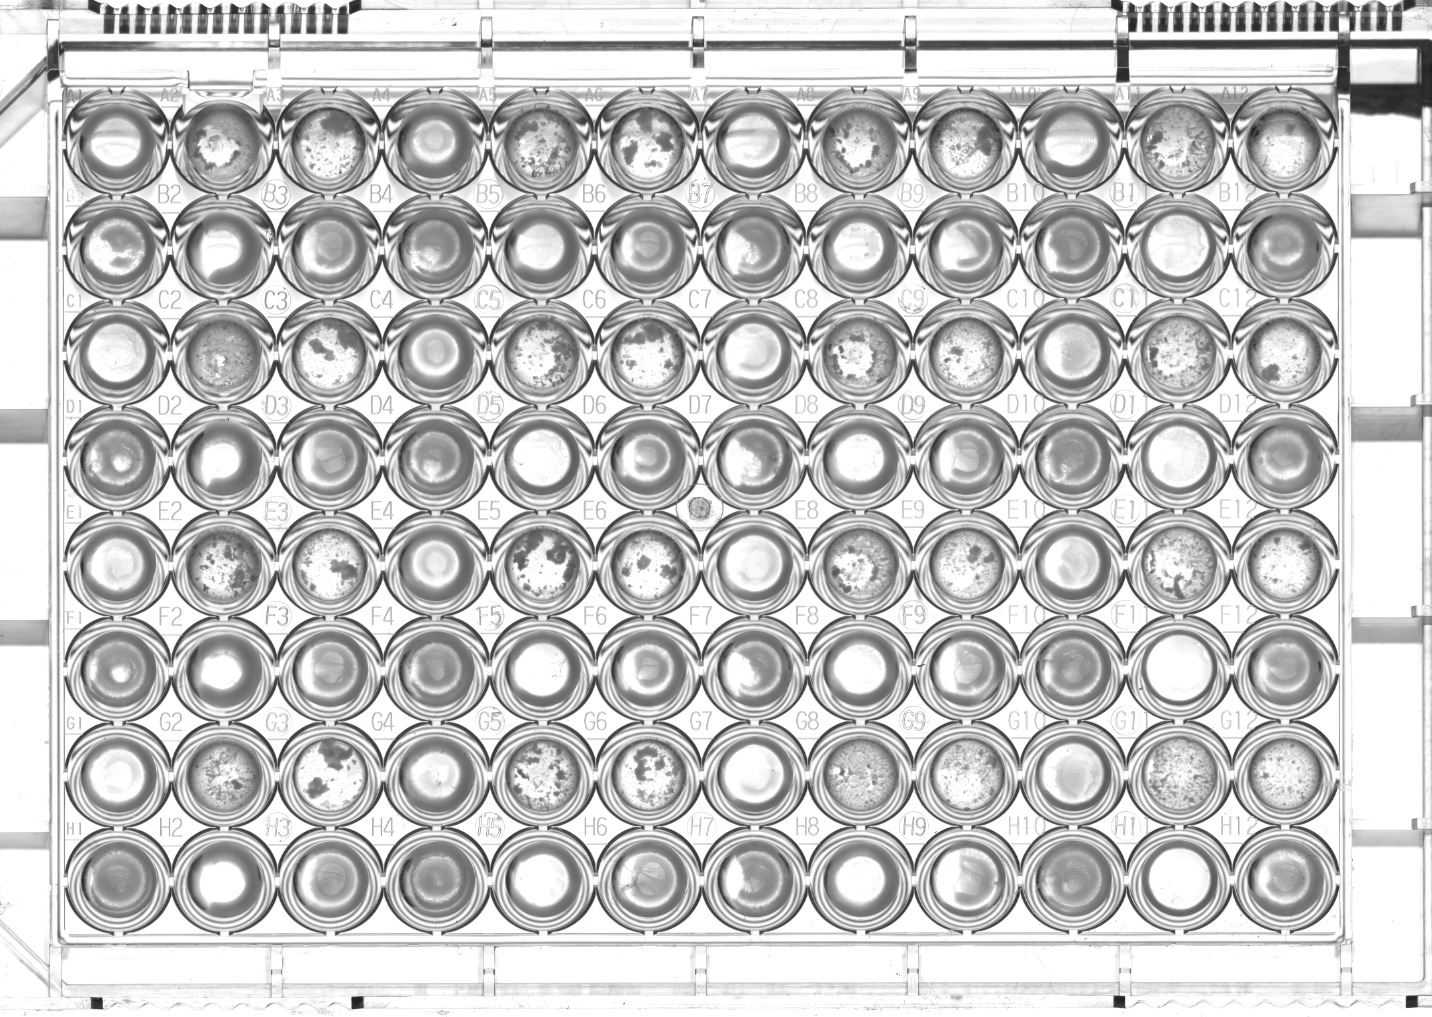 A1 A2 A3 A4 A5 A6 A7 A8 A9 A10 A11 A12
B2 B3 B4 B5 B6 B7 B8 B9 B10 B11 B12
C1 C2 C3 C4 C5 C6 C7 C8 C9 C10 C1 C12
D1 D2 D3 D4 D5 D6 D7 D8 D9 D10 D1 D12
E1 E2 E3 E4 E5 E6 E8 E9 E10 E1 E12
F1 F2 F3 F4 F5 F6 F7 F8 F9 F10 F11 F12
G1 G2 G3 G4 G5 G6 G7 G8 G9 G10 G11 G12
H1 H2 H3 H4 H5 H6 H7 H8 H9 H10 H11 H12